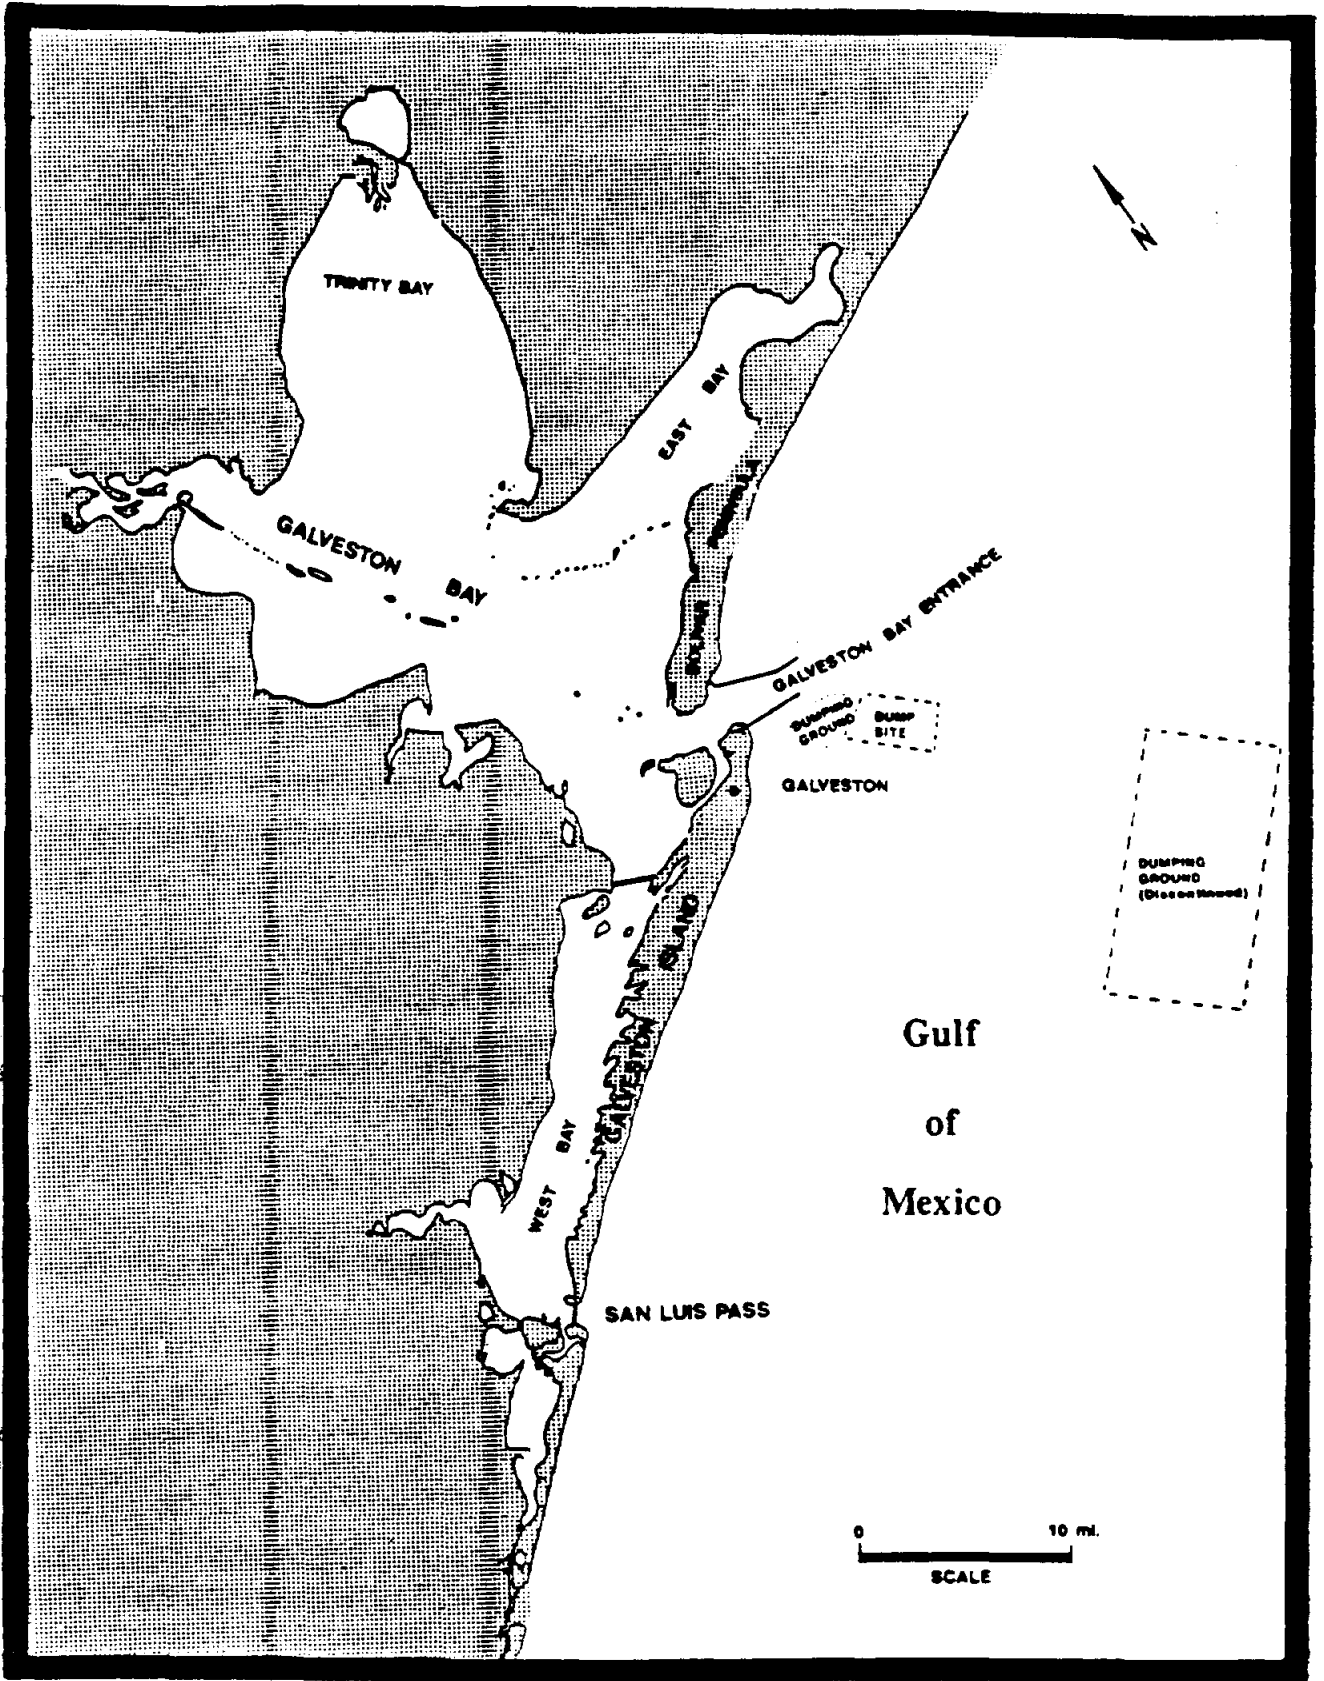 N
TRINITY BAY
EAST BAY
GALVESTON BAY
BOLIVAR PENINSULA
GALVESTON BAY ENTRANCE
DUMPING
GROUND
DUMP
SITE
GALVESTON
DUMPING
GROUND
(Discontinued)
GALVESTON ISLAND
Gulf
of
Mexico
WEST BAY
SAN LUIS PASS
0 10 mi.
SCALE